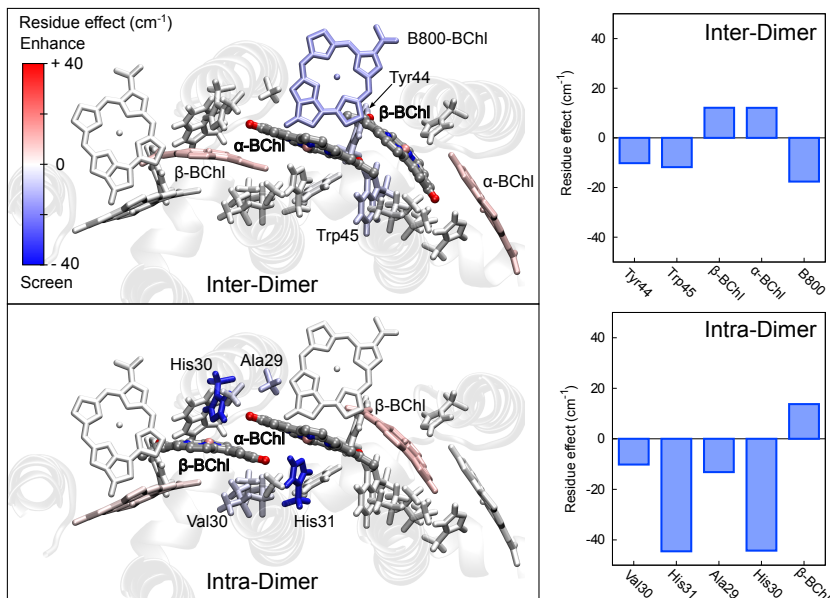 Residue effect (cm⁻¹)
Enhance
+ 40
0
- 40
Screen
B800-BChl
Tyr44
β-BChl
α-BChl
β-BChl
α-BChl
Trp45
Inter-Dimer
His30
Ala29
β-BChl
α-BChl
β-BChl
Val30
His31
Intra-Dimer
Inter-Dimer
Residue effect (cm⁻¹)
40
20
0
-20
-40
Tyr44
Trp45
β-BChl
α-BChl
B800
Intra-Dimer
Residue effect (cm⁻¹)
40
20
0
-20
-40
Val30
His31
Ala29
His30
β-BChl